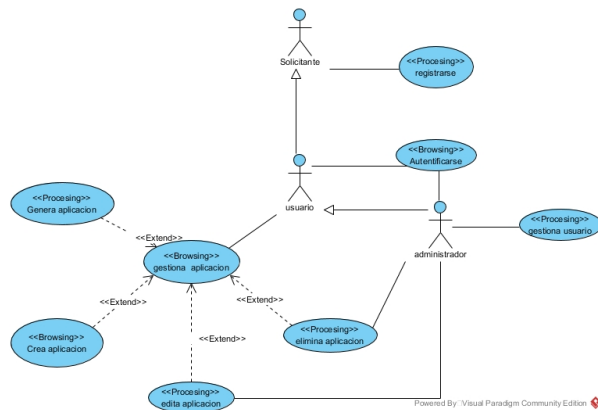 Solicitante
<<Procesing>>
registrarse
<<Browsing>>
Autentificarse
usuario
<<Procesing>>
Genera aplicacion
<<Procesing>>
gestiona usuario
<<Extend>>
administrador
<<Browsing>>
gestiona aplicacion
<<Extend>>
<<Extend>>
<<Browsing>>
Crea aplicacion
<<Procesing>>
elimina aplicacion
<<Extend>>
<<Procesing>>
edita aplicacion
Powered By Visual Paradigm Community Edition